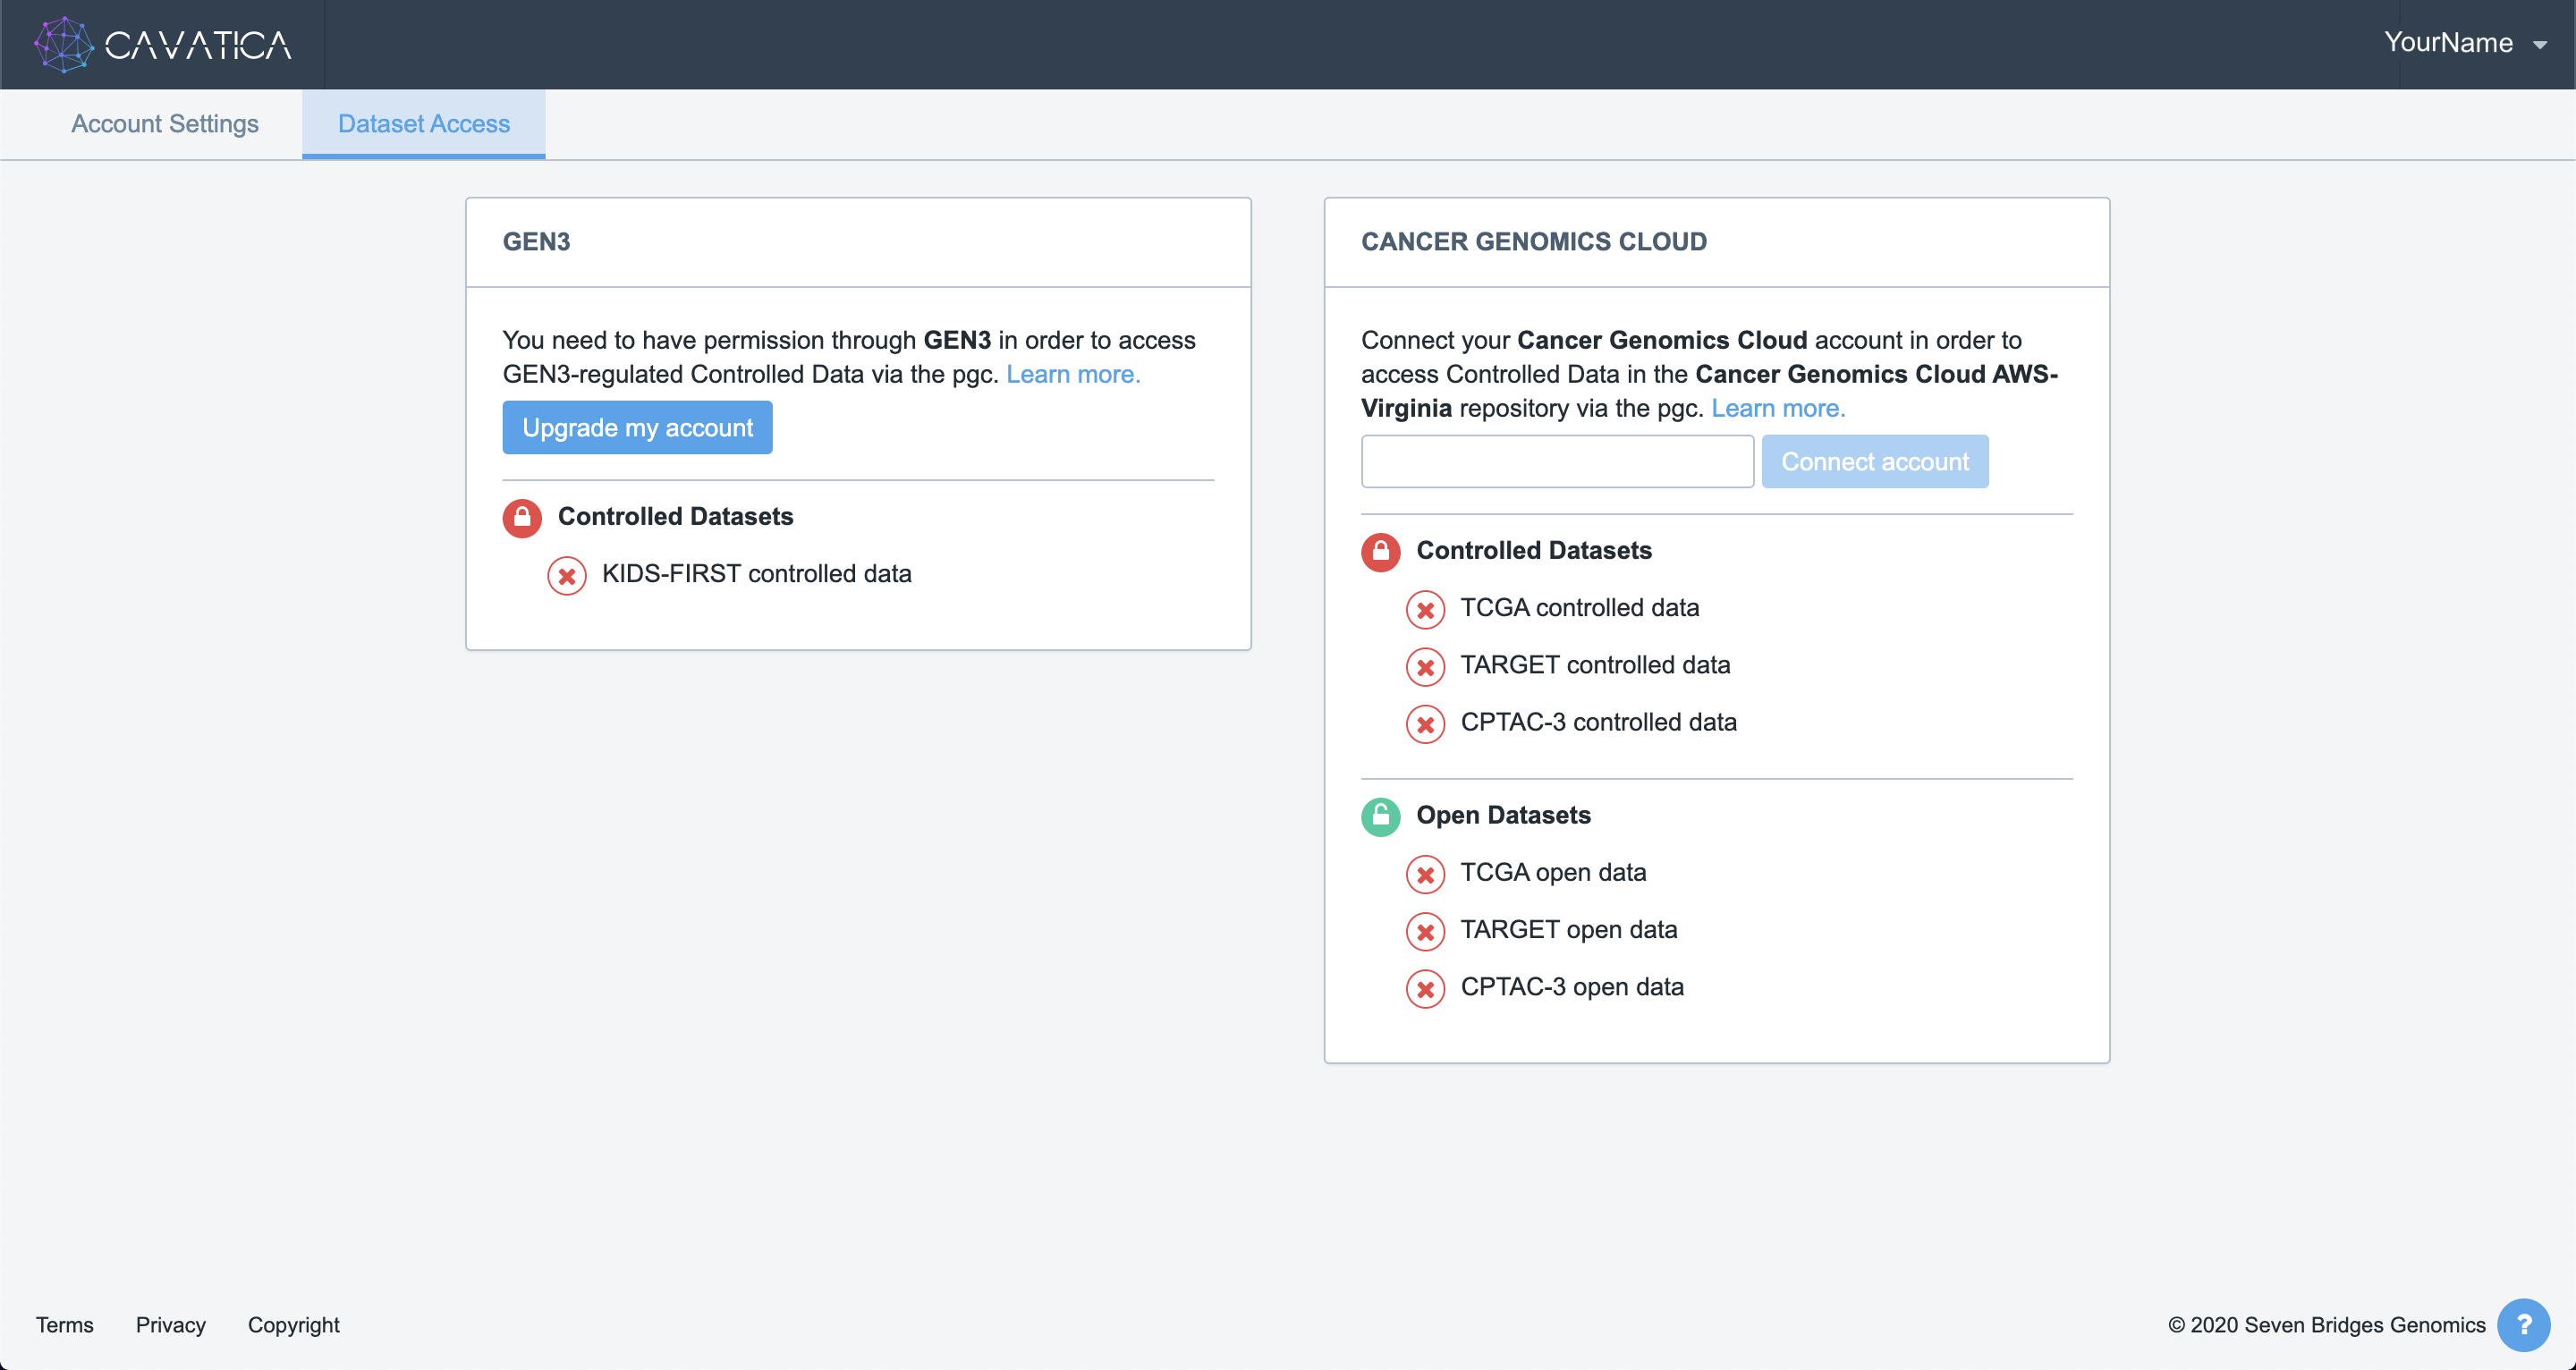 CAVATICA
YourName
Account Settings
Dataset Access
GEN3
You need to have permission through GEN3 in order to access
GEN3-regulated Controlled Data via the pgc. Learn more.
Upgrade my account
Controlled Datasets
KIDS-FIRST controlled data
CANCER GENOMICS CLOUD
Connect your Cancer Genomics Cloud account in order to
access Controlled Data in the Cancer Genomics Cloud AWS-
Virginia repository via the pgc. Learn more.
Connect account
Controlled Datasets
TCGA controlled data
TARGET controlled data
CPTAC-3 controlled data
Open Datasets
TCGA open data
TARGET open data
CPTAC-3 open data
Terms
Privacy
Copyright
© 2020 Seven Bridges Genomics
?